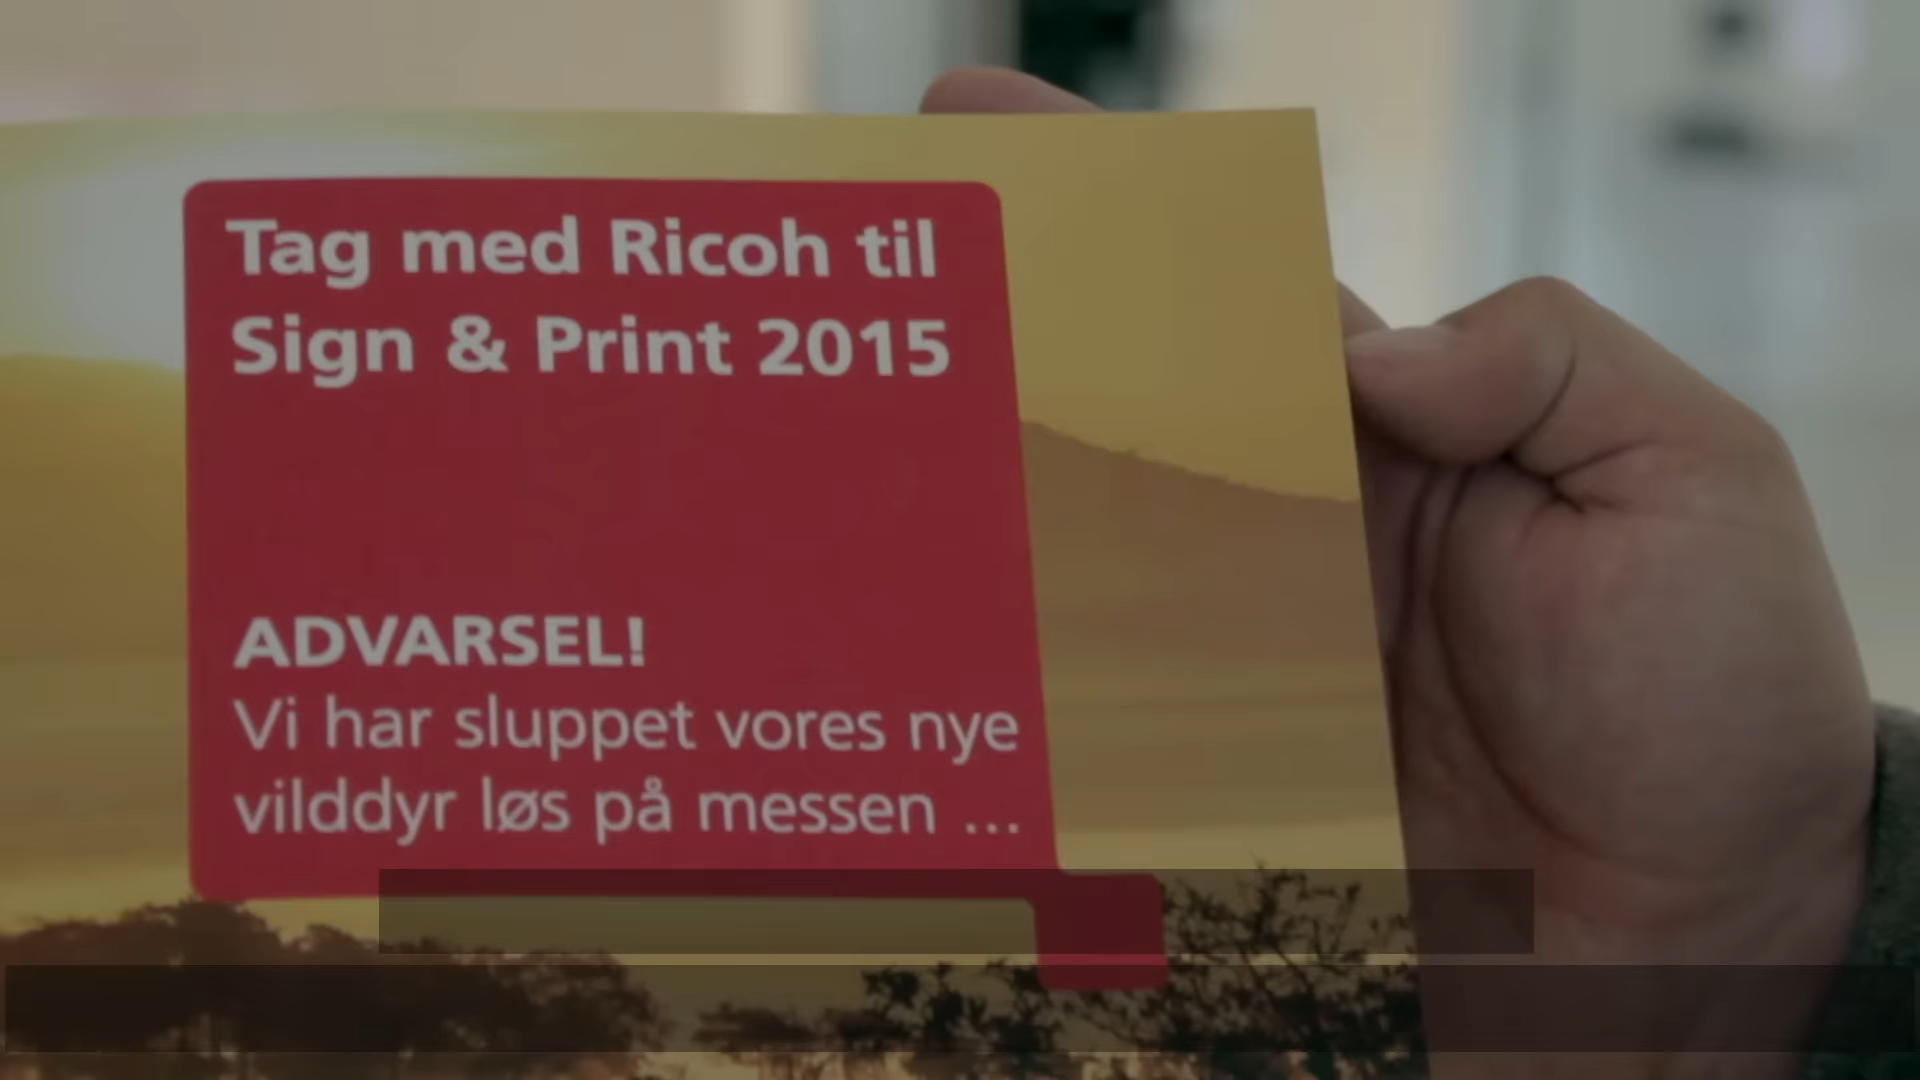 Tag med Ricoh til
Sign & Print 2015
ADVARSEL!
Vi har sluppet vores nye
vilddyr løs på messen ...